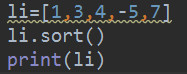 li=[1,3,4,-5,7]
li.sort()
print(li)